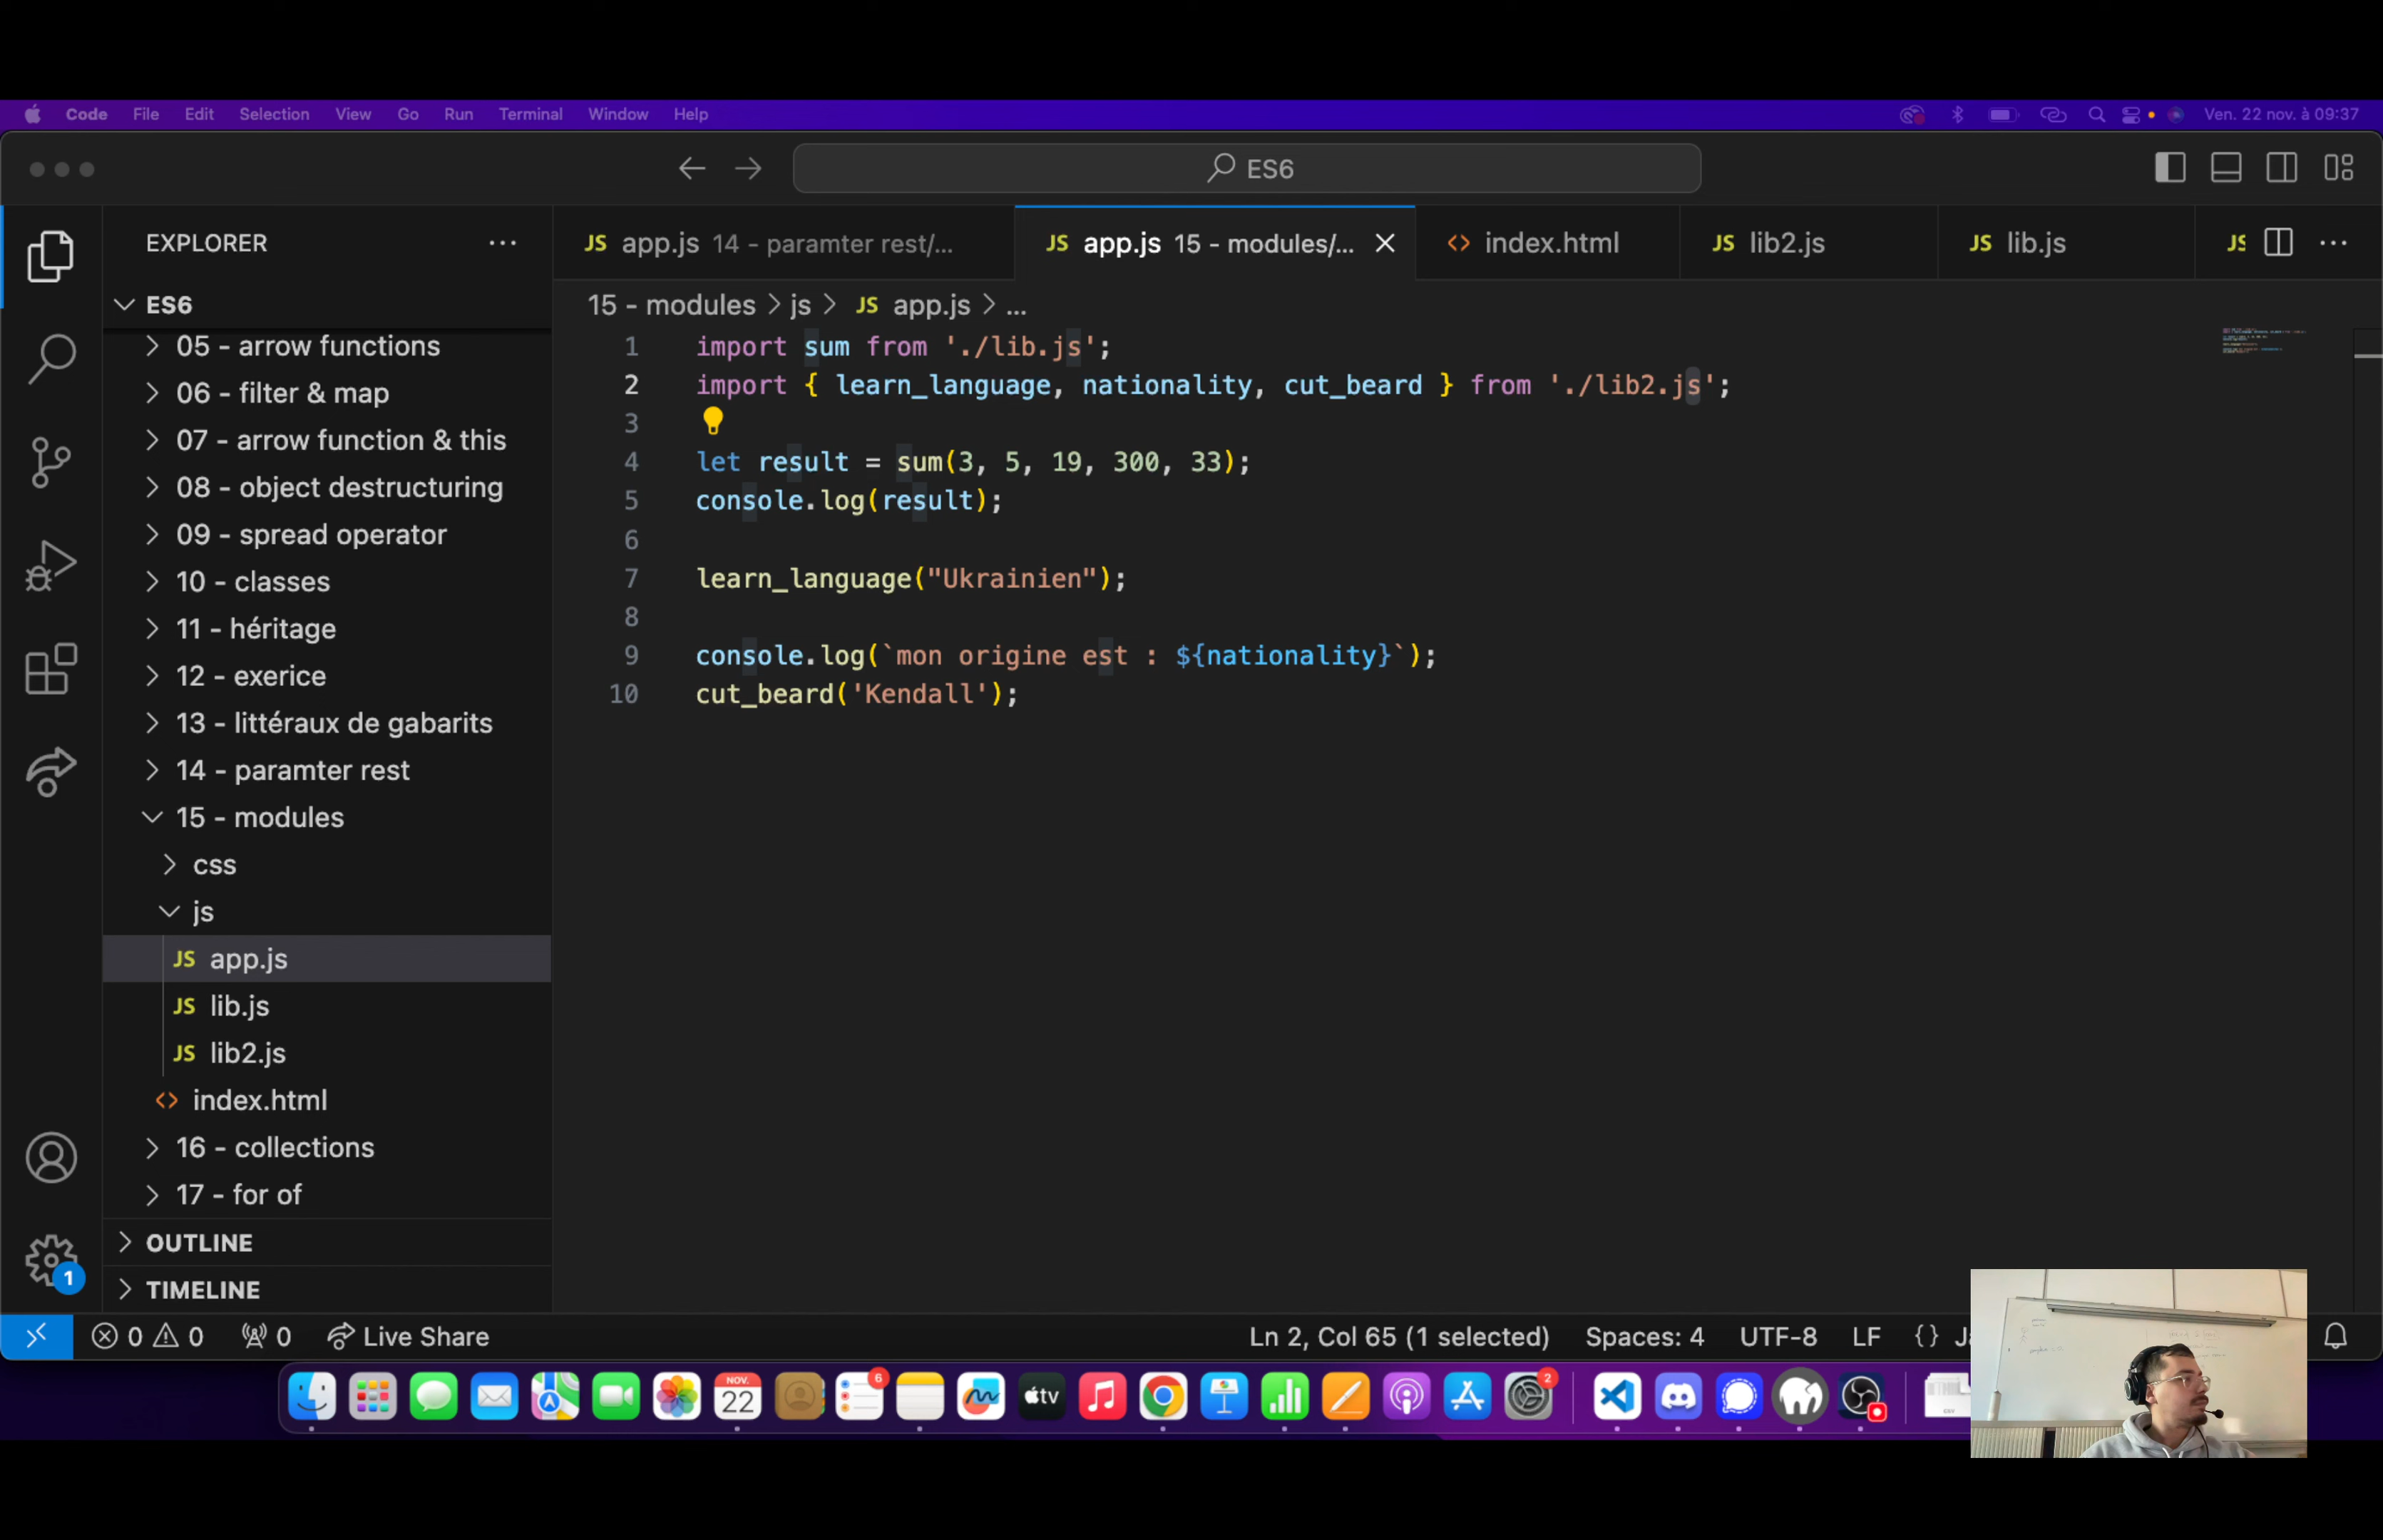 Code File Edit Selection View Go Run Terminal Window Help Ven. 22 nov. à 09:37
ES6
EXPLORER
ES6
05 - arrow functions
06 - filter & map
07 - arrow function & this
08 - object destructuring
09 - spread operator
10 - classes
11 - héritage
12 - exerice
13 - littéraux de gabarits
14 - paramter rest
15 - modules
css
js
JS app.js
JS lib.js
JS lib2.js
index.html
16 - collections
17 - for of
OUTLINE
TIMELINE
JS app.js 14 - paramter rest/... JS app.js 15 - modules/... index.html JS lib2.js JS lib.js JS
15 - modules > js > JS app.js > ...
1 import sum from './lib.js';
2 import { learn_language, nationality, cut_beard } from './lib2.js';
3
4 let result = sum(3, 5, 19, 300, 33);
5 console.log(result);
6
7 learn_language("Ukrainien");
8
9 console.log(`mon origine est : ${nationality}`);
10 cut_beard('Kendall');
1
0 0 0 Live Share Ln 2, Col 65 (1 selected) Spaces: 4 UTF-8 LF {}
NOV.
22
6
tv
2
CSV